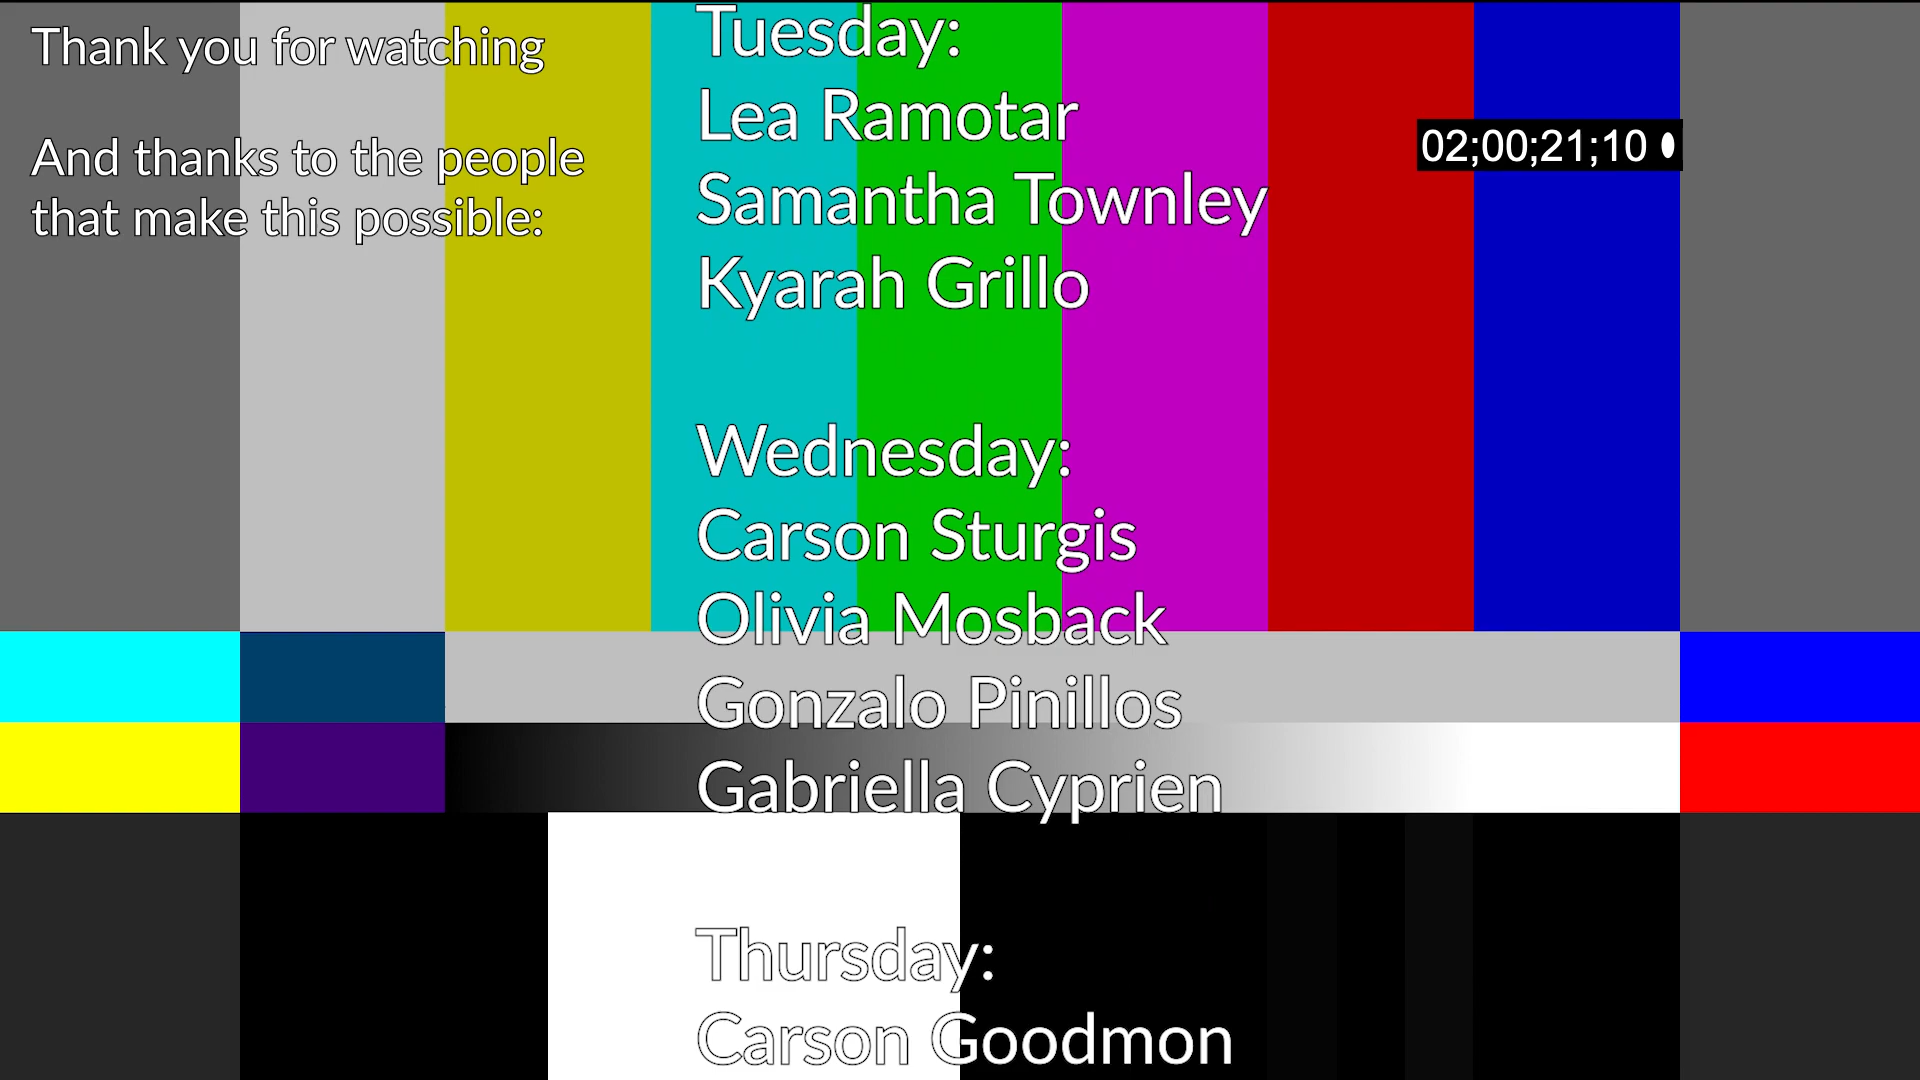 Thank you for watching
And thanks to the people
that make this possible:
Tuesday:
Lea Ramotar
Samantha Townley
Kyarah Grillo
Wednesday:
Carson Sturgis
Olivia Mosback
Gonzalo Pinillos
Gabriella Cyprien
Thursday:
Carson Goodmon
02;00;21;10